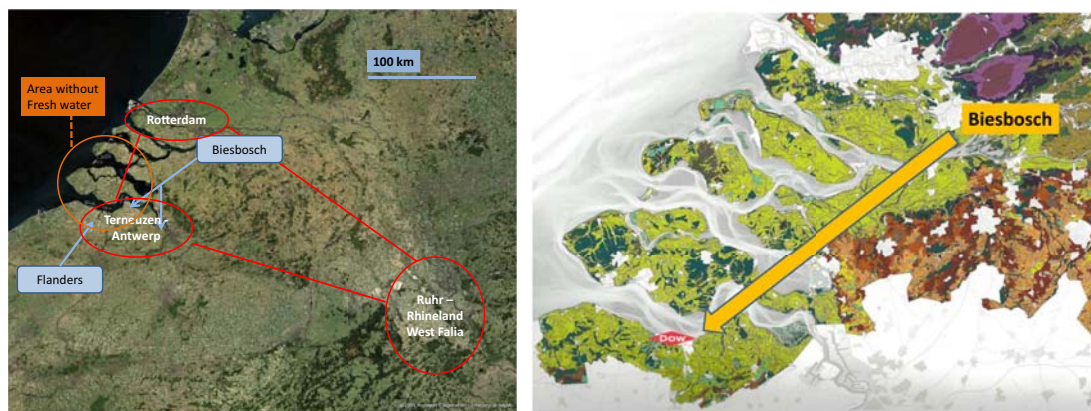 100 km
Area without
Fresh water
Rotterdam
Biesbosch
Terneuzen -
Antwerp
Flanders
Ruhr –
Rhineland
West Falia
Biesbosch
Dow